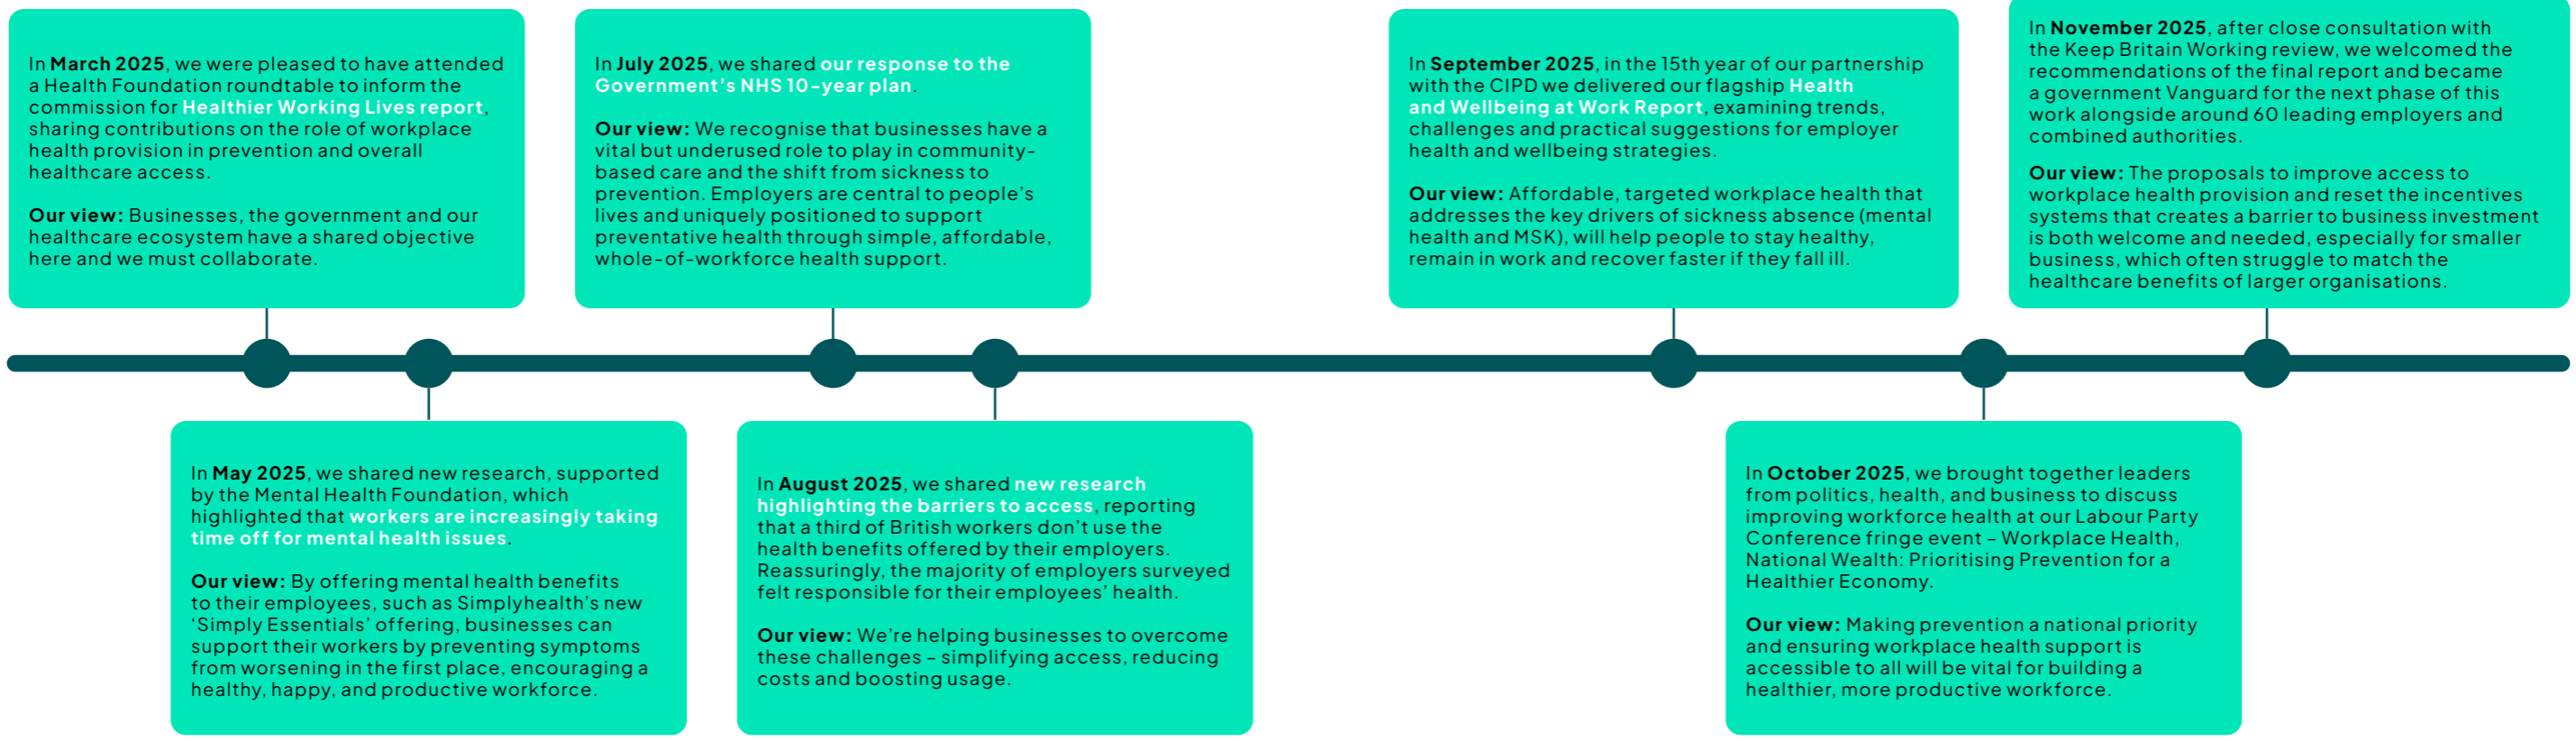 In March 2025, we were pleased to have attended
a Health Foundation roundtable to inform the
commission for Healthier Working Lives report,
sharing contributions on the role of workplace
health provision in prevention and overall
healthcare access.
Our view: Businesses, the government and our
healthcare ecosystem have a shared objective
here and we must collaborate.
In May 2025, we shared new research, supported
by the Mental Health Foundation, which
highlighted that workers are increasingly taking
time off for mental health issues.
Our view: By offering mental health benefits
to their employees, such as Simplyhealth's new
‘Simply Essentials’ offering, businesses can
support their workers by preventing symptoms
from worsening in the first place, encouraging a
healthy, happy, and productive workforce.
In July 2025, we shared our response to the
Government's NHS 10-year plan.
Our view: We recognise that businesses have a
vital but underused role to play in community-
based care and the shift from sickness to
prevention. Employers are central to people's
lives and uniquely positioned to support
preventative health through simple, affordable,
whole-of-workforce health support.
In August 2025, we shared new research
highlighting the barriers to access, reporting
that a third of British workers don't use the
health benefits offered by their employers.
Reassuringly, the majority of employers surveyed
felt responsible for their employees' health.
Our view: We're helping businesses to overcome
these challenges – simplifying access, reducing
costs and boosting usage.
In September 2025, in the 15th year of our partnership
with the CIPD we delivered our flagship Health
and Wellbeing at Work Report, examining trends,
challenges and practical suggestions for employer
health and wellbeing strategies.
Our view: Affordable, targeted workplace health that
addresses the key drivers of sickness absence (mental
health and MSK), will help people to stay healthy,
remain in work and recover faster if they fall ill.
In October 2025, we brought together leaders
from politics, health, and business to discuss
improving workforce health at our Labour Party
Conference fringe event – Workplace Health,
National Wealth: Prioritising Prevention for a
Healthier Economy.
Our view: Making prevention a national priority
and ensuring workplace health support is
accessible to all will be vital for building a
healthier, more productive workforce.
In November 2025, after close consultation with
the Keep Britain Working review, we welcomed the
recommendations of the final report and became
a government Vanguard for the next phase of this
work alongside around 60 leading employers and
combined authorities.
Our view: The proposals to improve access to
workplace health provision and reset the incentives
systems that creates a barrier to business investment
is both welcome and needed, especially for smaller
business, which often struggle to match the
healthcare benefits of larger organisations.